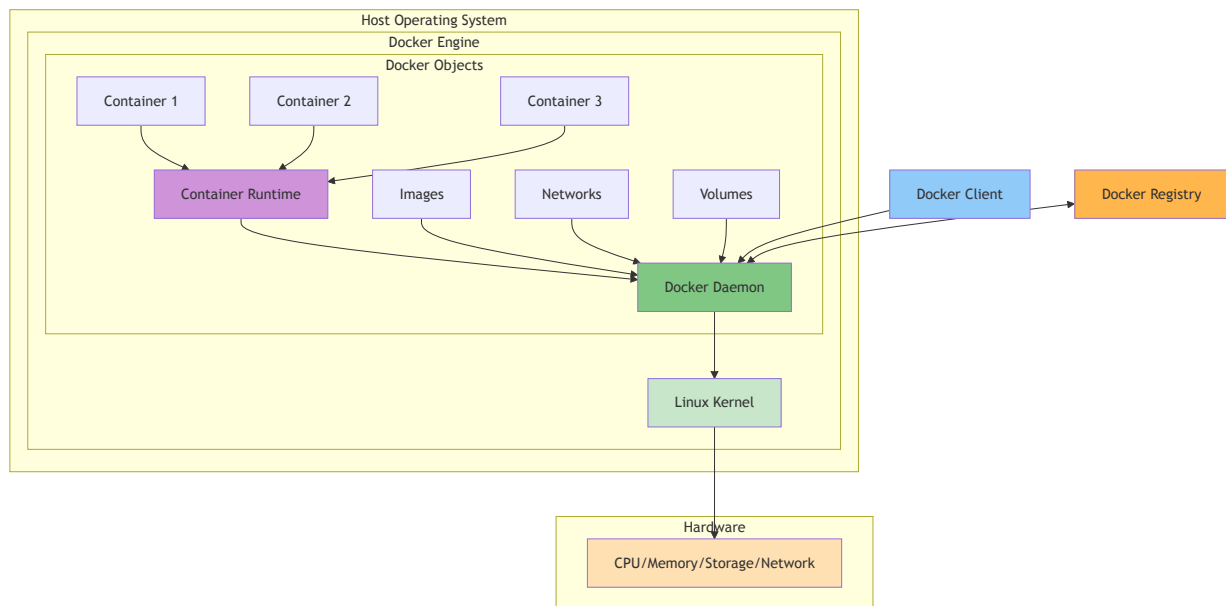 Host Operating System
Docker Engine
Docker Objects
Container 1
Container 2
Container 3
Container Runtime
Images
Networks
Volumes
Docker Client
Docker Registry
Docker Daemon
Linux Kernel
Hardware
CPU/Memory/Storage/Network